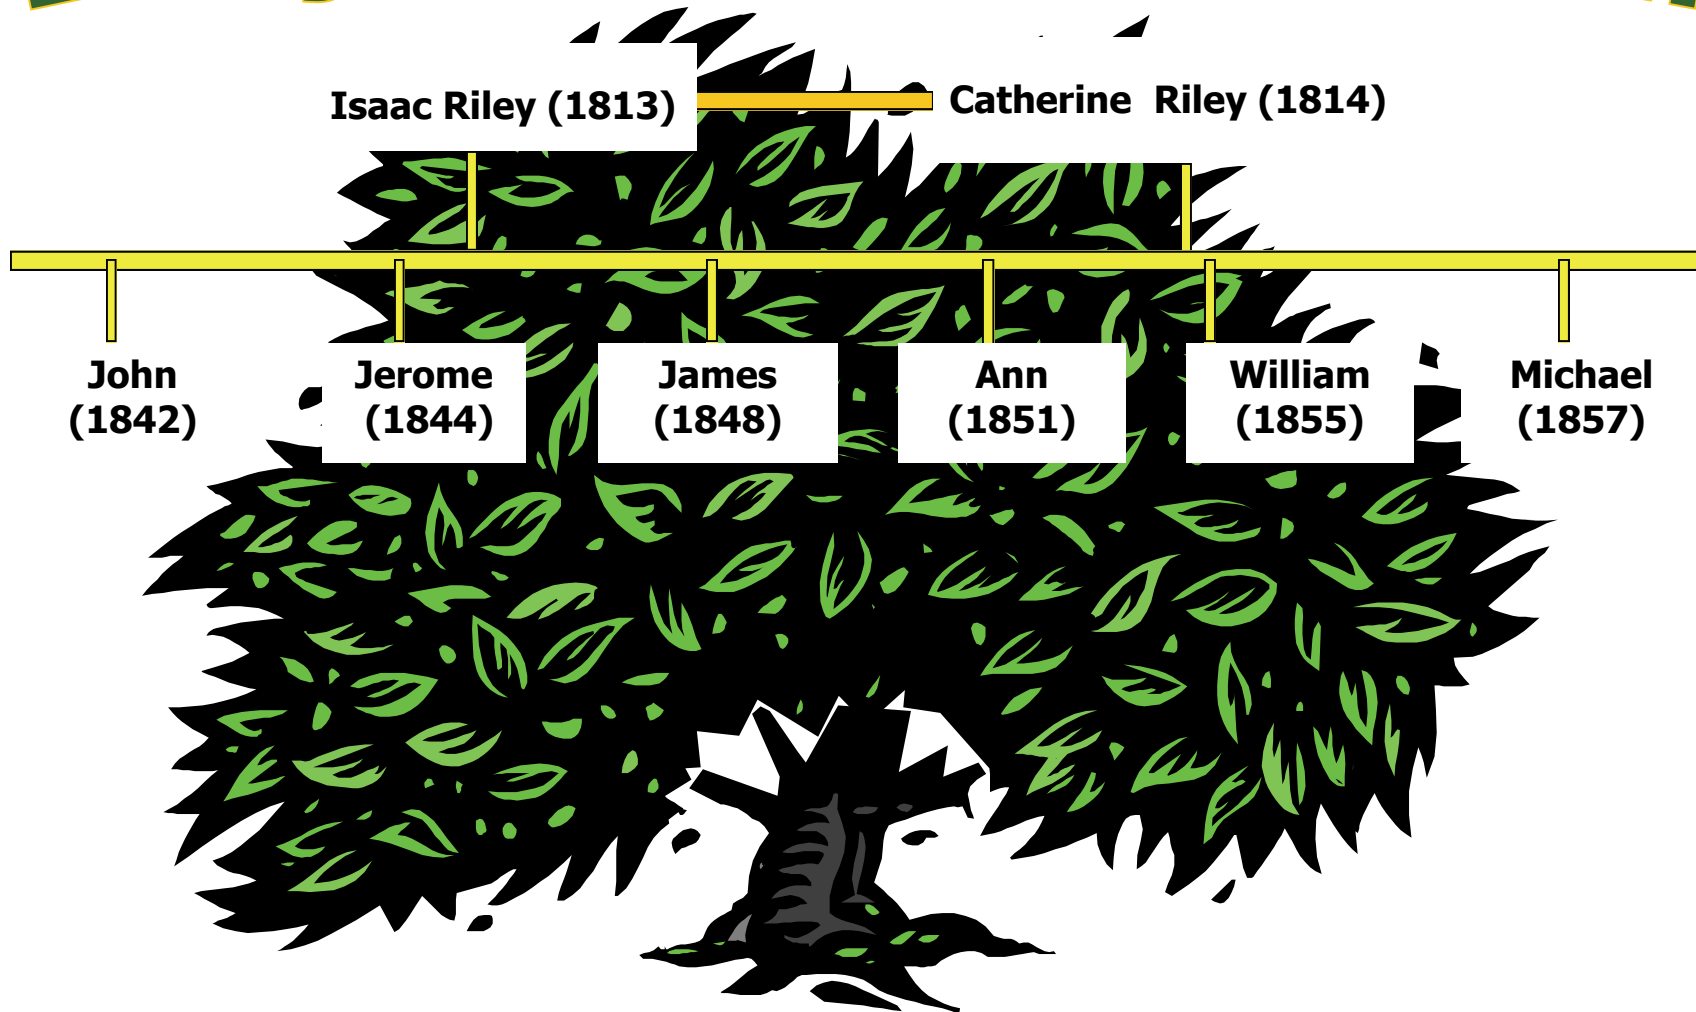 Isaac Riley (1813)
Catherine Riley (1814)
John
(1842)
Jerome
(1844)
James
(1848)
Ann
(1851)
William
(1855)
Michael
(1857)